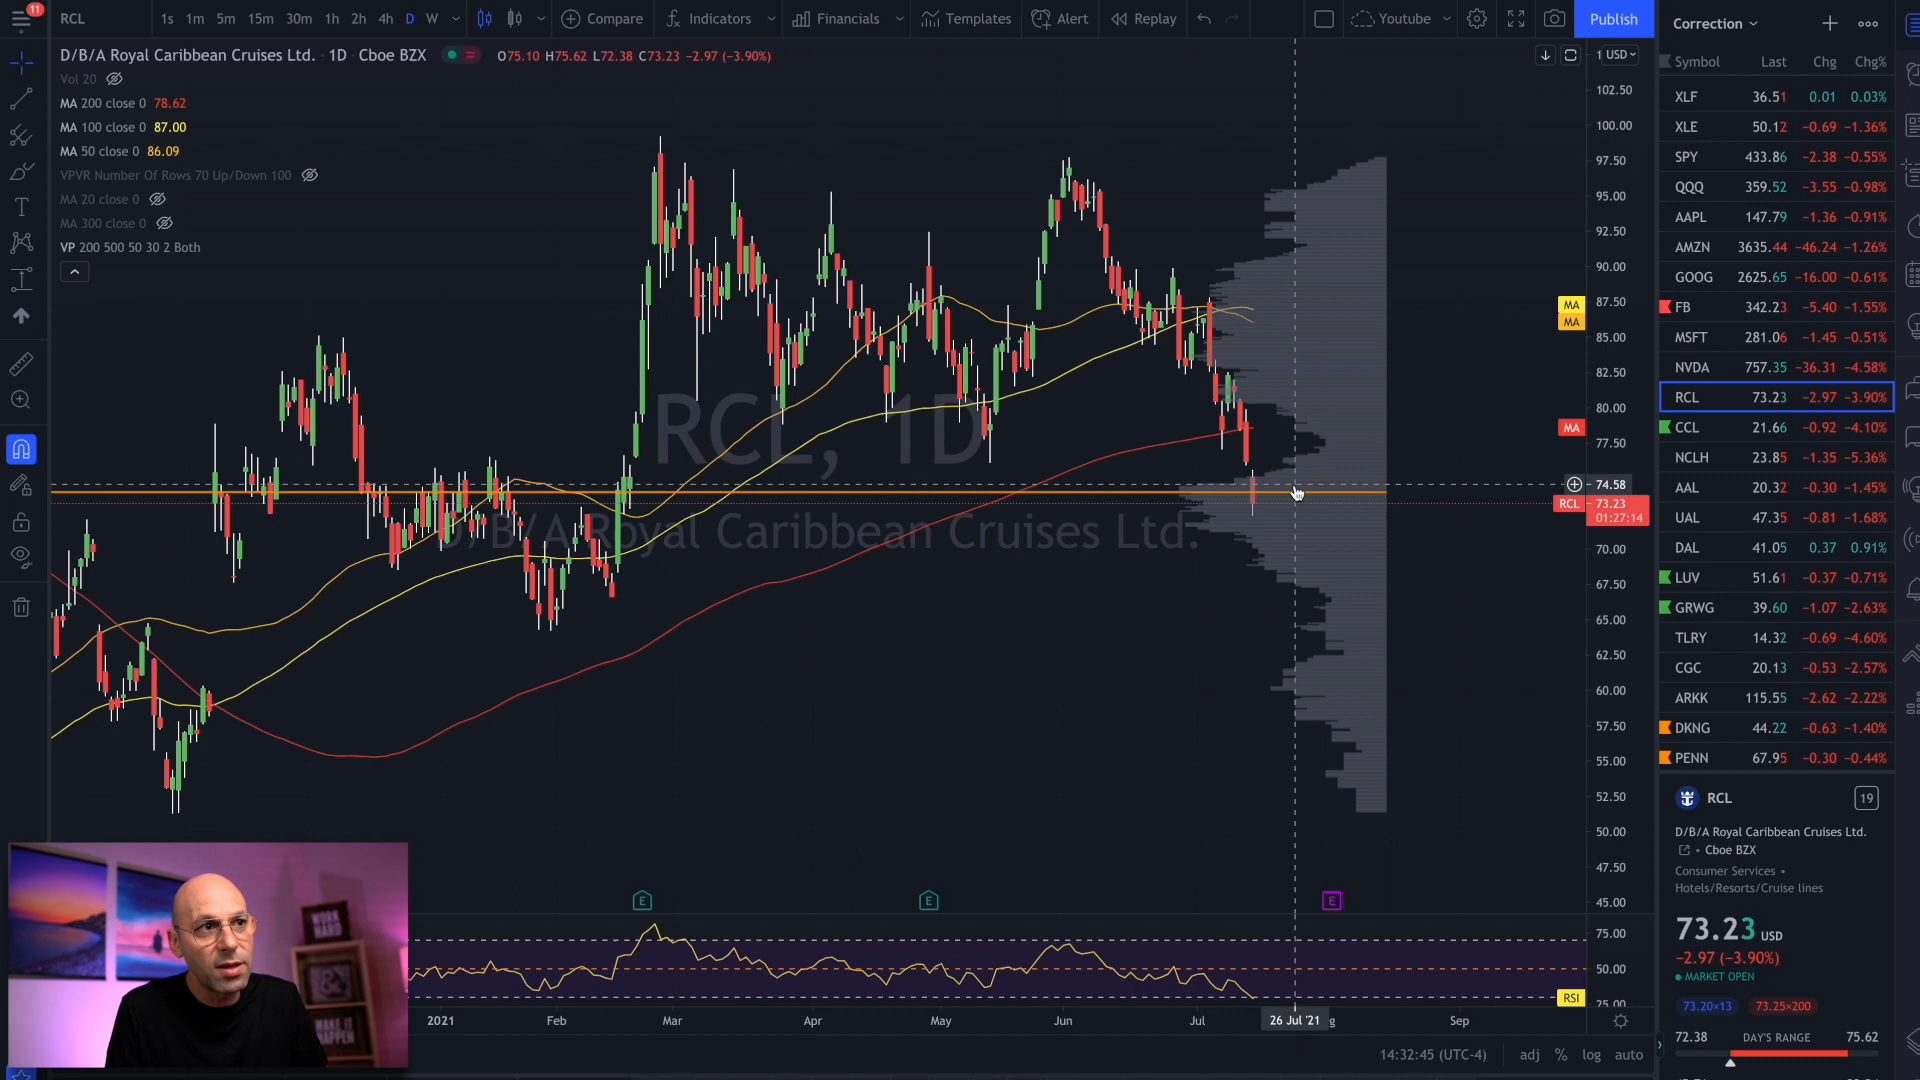 11
RCL
1s 1m 5m 15m 30m 1h 2h 4h D W
Compare
Indicators
Financials
Templates
Alert
Replay
Youtube
Publish
D/B/A Royal Caribbean Cruises Ltd. · 1D · Cboe BZX
O75.10 H75.62 L72.38 C73.23 −2.97 (−3.90%)
Vol 20
MA 200 close 0 78.62
MA 100 close 0 87.00
MA 50 close 0 86.09
VPVR Number Of Rows 70 Up/Down 100
MA 20 close 0
MA 300 close 0
VP 200 500 50 30 2 Both
RCL, 1D
D/B/A Royal Caribbean Cruises Ltd.
USD
102.50
100.00
97.50
95.00
92.50
90.00
MA 87.50
MA
85.00
82.50
80.00
MA
77.50
74.58
RCL 73.23
01:27:14
70.00
67.50
65.00
62.50
60.00
57.50
55.00
52.50
50.00
47.50
45.00
E E E
75.00
50.00
RSI
25.00
2021 Feb Mar Apr May Jun Jul 26 Jul '21 Sep
14:32:45 (UTC-4) adj % log auto
WORK HARD
&
MAKE IT HAPPEN
Correction
Symbol Last Chg Chg%
XLF 36.51 0.01 0.03%
XLE 50.12 −0.69 −1.36%
SPY 433.86 −2.38 −0.55%
QQQ 359.52 −3.55 −0.98%
AAPL 147.79 −1.36 −0.91%
AMZN 3635.44 −46.24 −1.26%
GOOG 2625.65 −16.00 −0.61%
FB 342.23 −5.40 −1.55%
MSFT 281.06 −1.45 −0.51%
NVDA 757.35 −36.31 −4.58%
RCL 73.23 −2.97 −3.90%
CCL 21.66 −0.92 −4.10%
NCLH 23.85 −1.35 −5.36%
AAL 20.32 −0.30 −1.45%
UAL 47.35 −0.81 −1.68%
DAL 41.05 0.37 0.91%
LUV 51.61 −0.37 −0.71%
GRWG 39.60 −1.07 −2.63%
TLRY 14.32 −0.69 −4.60%
CGC 20.13 −0.53 −2.57%
ARKK 115.55 −2.62 −2.22%
DKNG 44.22 −0.63 −1.40%
PENN 67.95 −0.30 −0.44%
RCL
19
D/B/A Royal Caribbean Cruises Ltd.
• Cboe BZX
Consumer Services •
Hotels/Resorts/Cruise lines
73.23 USD
−2.97 (−3.90%)
MARKET OPEN
73.20×13 73.25×200
72.38 DAY'S RANGE 75.62